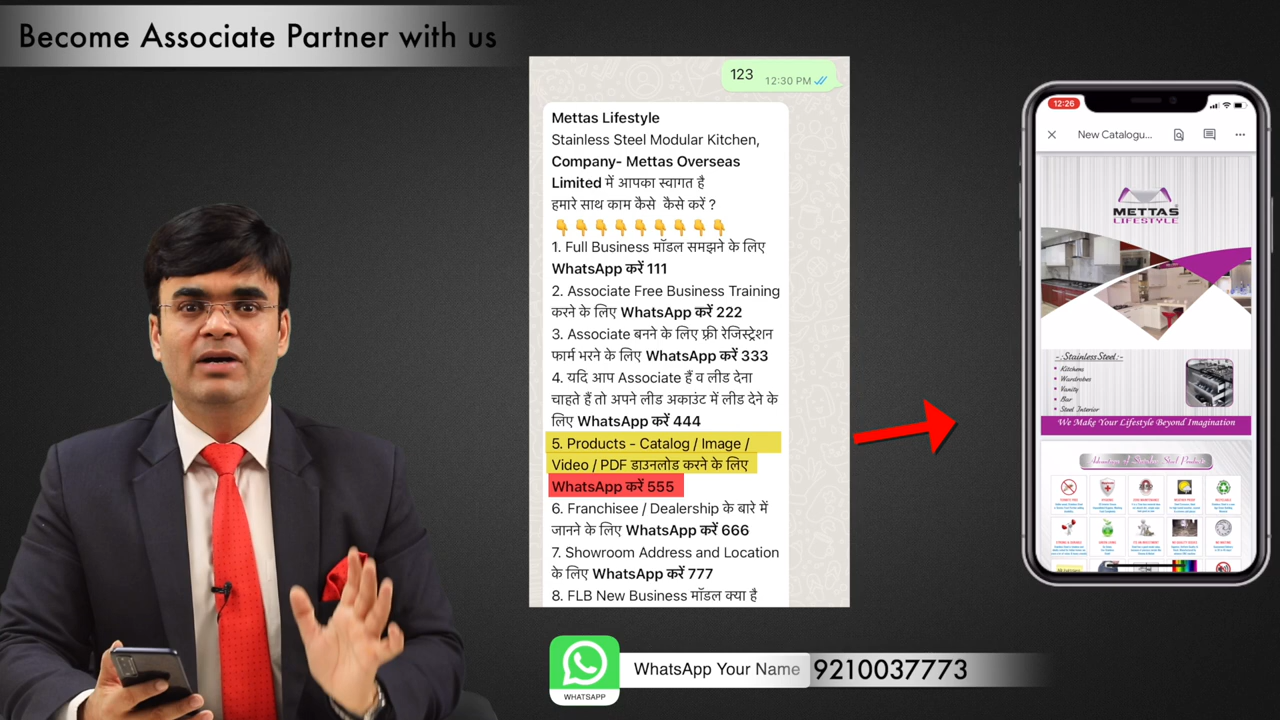 Become Associate Partner with us
123 12:30 PM
Mettas Lifestyle
Stainless Steel Modular Kitchen,
Company- Mettas Overseas
Limited में आपका स्वागत है
हमारे साथ काम कैसे कैसे करें ?
👇👇👇👇👇👇👇👇👇
1. Full Business मॉडल समझने के लिए
WhatsApp करें 111
2. Associate Free Business Training
करने के लिए WhatsApp करें 222
3. Associate बनने के लिए फ़्री रेजिस्ट्रेशन
फार्म भरने के लिए WhatsApp करें 333
4. यदि आप Associate हैं व लीड देना
चाहते हैं तो अपने लीड अकाउंट में लीड देने के
लिए WhatsApp करें 444
5. Products - Catalog / Image /
Video / PDF डाउनलोड करने के लिए
WhatsApp करें 555
6. Franchisee / Dealership के बारे में
जानने के लिए WhatsApp करें 666
7. Showroom Address and Location
के लिए WhatsApp करें 777
8. FLB New Business मॉडल क्या है
12:26
New Catalogu...
METTAS
LIFESTYLE
-:Stainless Steel:-
Kitchens
Wardrobes
Vanity
Bar
Steel Interior
We Make Your Lifestyle Beyond Imagination
WHATSAPP
WhatsApp Your Name 9210037773